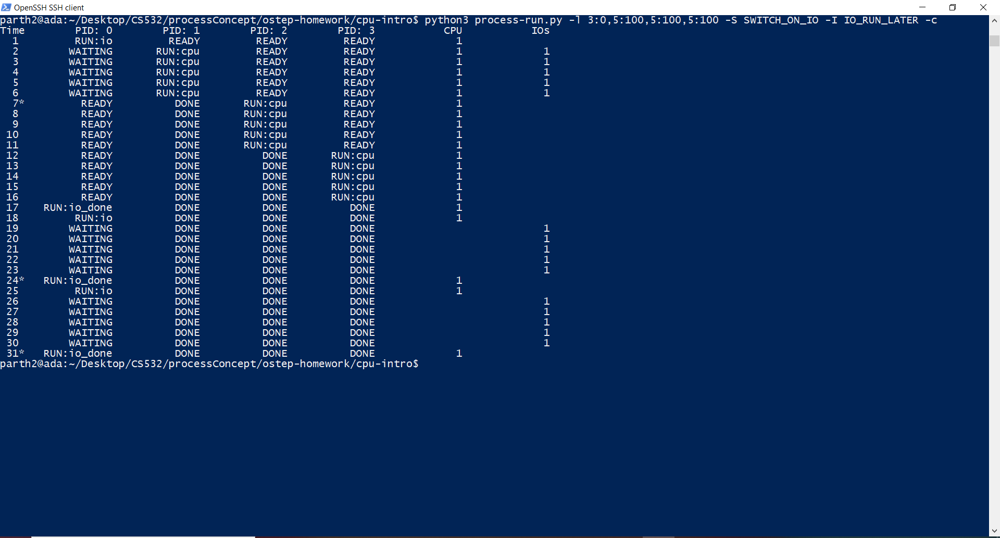 OpenSSH SSH client
parth2@ada:~/Desktop/CS532/processConcept/ostep-homework/cpu-intro$ python3 process-run.py -l 3:0,5:100,5:100,5:100 -S SWITCH_ON_IO -I IO_RUN_LATER -c
Time        PID: 0        PID: 1        PID: 2        PID: 3           CPU           IOs
  1         RUN:io         READY         READY         READY             1
  2        WAITING       RUN:cpu         READY         READY             1             1
  3        WAITING       RUN:cpu         READY         READY             1             1
  4        WAITING       RUN:cpu         READY         READY             1             1
  5        WAITING       RUN:cpu         READY         READY             1             1
  6        WAITING       RUN:cpu         READY         READY             1             1
  7*         READY          DONE       RUN:cpu         READY             1
  8          READY          DONE       RUN:cpu         READY             1
  9          READY          DONE       RUN:cpu         READY             1
 10          READY          DONE       RUN:cpu         READY             1
 11          READY          DONE       RUN:cpu         READY             1
 12          READY          DONE          DONE       RUN:cpu             1
 13          READY          DONE          DONE       RUN:cpu             1
 14          READY          DONE          DONE       RUN:cpu             1
 15          READY          DONE          DONE       RUN:cpu             1
 16          READY          DONE          DONE       RUN:cpu             1
 17    RUN:io_done          DONE          DONE          DONE             1
 18         RUN:io          DONE          DONE          DONE             1
 19        WAITING          DONE          DONE          DONE                           1
 20        WAITING          DONE          DONE          DONE                           1
 21        WAITING          DONE          DONE          DONE                           1
 22        WAITING          DONE          DONE          DONE                           1
 23        WAITING          DONE          DONE          DONE                           1
 24*   RUN:io_done          DONE          DONE          DONE             1
 25         RUN:io          DONE          DONE          DONE             1
 26        WAITING          DONE          DONE          DONE                           1
 27        WAITING          DONE          DONE          DONE                           1
 28        WAITING          DONE          DONE          DONE                           1
 29        WAITING          DONE          DONE          DONE                           1
 30        WAITING          DONE          DONE          DONE                           1
 31*   RUN:io_done          DONE          DONE          DONE             1
parth2@ada:~/Desktop/CS532/processConcept/ostep-homework/cpu-intro$